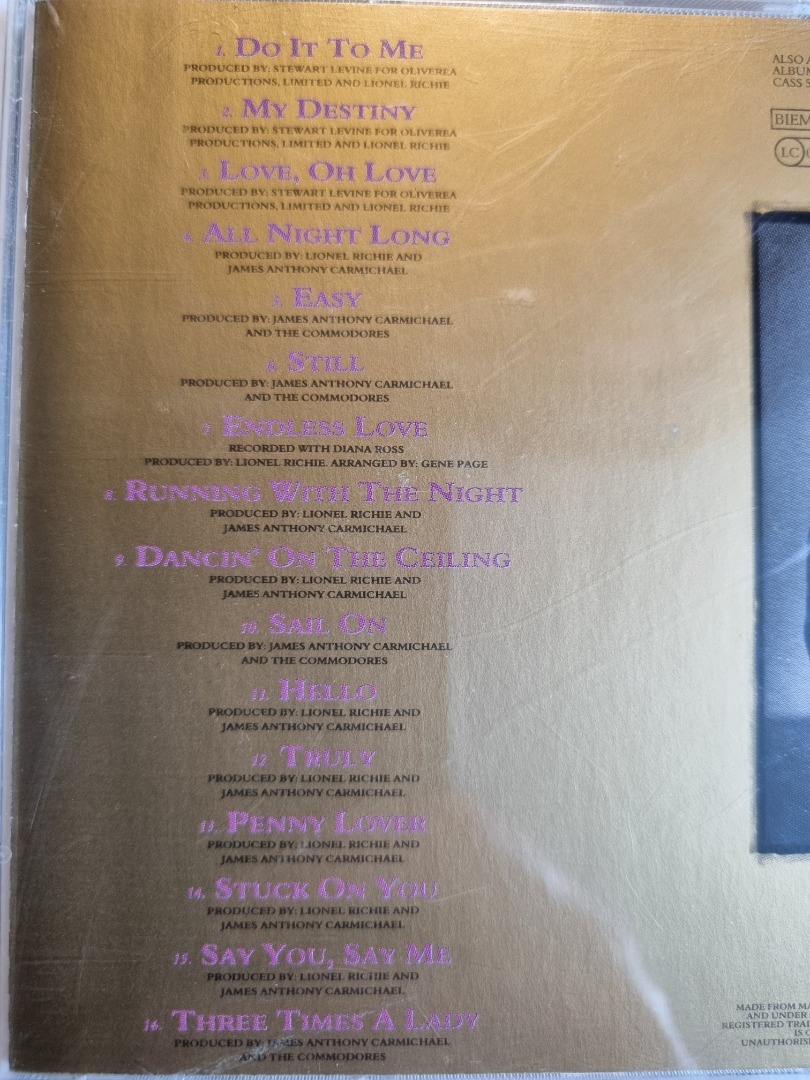 1. DO IT TO ME
PRODUCED BY: STEWART LEVINE FOR OLIVEREA
PRODUCTIONS, LIMITED AND LIONEL RICHIE
2. MY DESTINY
PRODUCED BY: STEWART LEVINE FOR OLIVEREA
PRODUCTIONS, LIMITED AND LIONEL RICHIE
3. LOVE, OH LOVE
PRODUCED BY: STEWART LEVINE FOR OLIVEREA
PRODUCTIONS, LIMITED AND LIONEL RICHIE
4. ALL NIGHT LONG
PRODUCED BY: LIONEL RICHIE AND
JAMES ANTHONY CARMICHAEL
5. EASY
PRODUCED BY: JAMES ANTHONY CARMICHAEL
AND THE COMMODORES
6. STILL
PRODUCED BY: JAMES ANTHONY CARMICHAEL
AND THE COMMODORES
7. ENDLESS LOVE
RECORDED WITH DIANA ROSS
PRODUCED BY: LIONEL RICHIE. ARRANGED BY: GENE PAGE
8. RUNNING WITH THE NIGHT
PRODUCED BY: LIONEL RICHIE AND
JAMES ANTHONY CARMICHAEL
9. DANCIN' ON THE CEILING
PRODUCED BY: LIONEL RICHIE AND
JAMES ANTHONY CARMICHAEL
10. SAIL ON
PRODUCED BY: JAMES ANTHONY CARMICHAEL
AND THE COMMODORES
11. HELLO
PRODUCED BY: LIONEL RICHIE AND
JAMES ANTHONY CARMICHAEL
12. TRULY
PRODUCED BY: LIONEL RICHIE AND
JAMES ANTHONY CARMICHAEL
13. PENNY LOVER
PRODUCED BY: LIONEL RICHIE AND
JAMES ANTHONY CARMICHAEL
14. STUCK ON YOU
PRODUCED BY: LIONEL RICHIE AND
JAMES ANTHONY CARMICHAEL
15. SAY YOU, SAY ME
PRODUCED BY: LIONEL RICHIE AND
JAMES ANTHONY CARMICHAEL
16. THREE TIMES A LADY
PRODUCED BY: JAMES ANTHONY CARMICHAEL
AND THE COMMODORES
ALSO
CASS
BIEM
LC
MADE FROM
AND UNDER
REGISTERED
IS